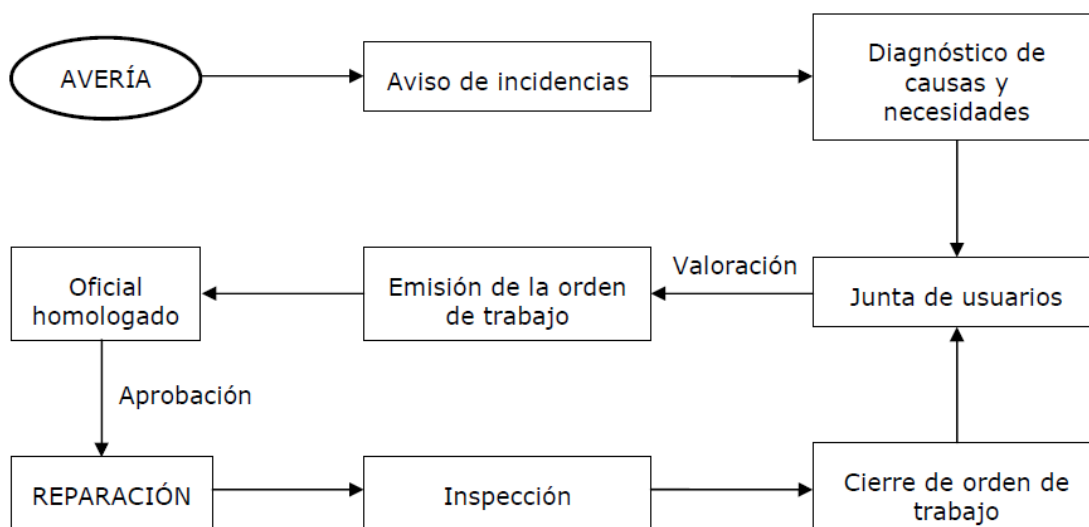 AVERÍA
Aviso de incidencias
Diagnóstico de
causas y
necesidades
Junta de usuarios
Valoración
Emisión de la orden
de trabajo
Oficial
homologado
Aprobación
REPARACIÓN
Inspección
Cierre de orden de
trabajo